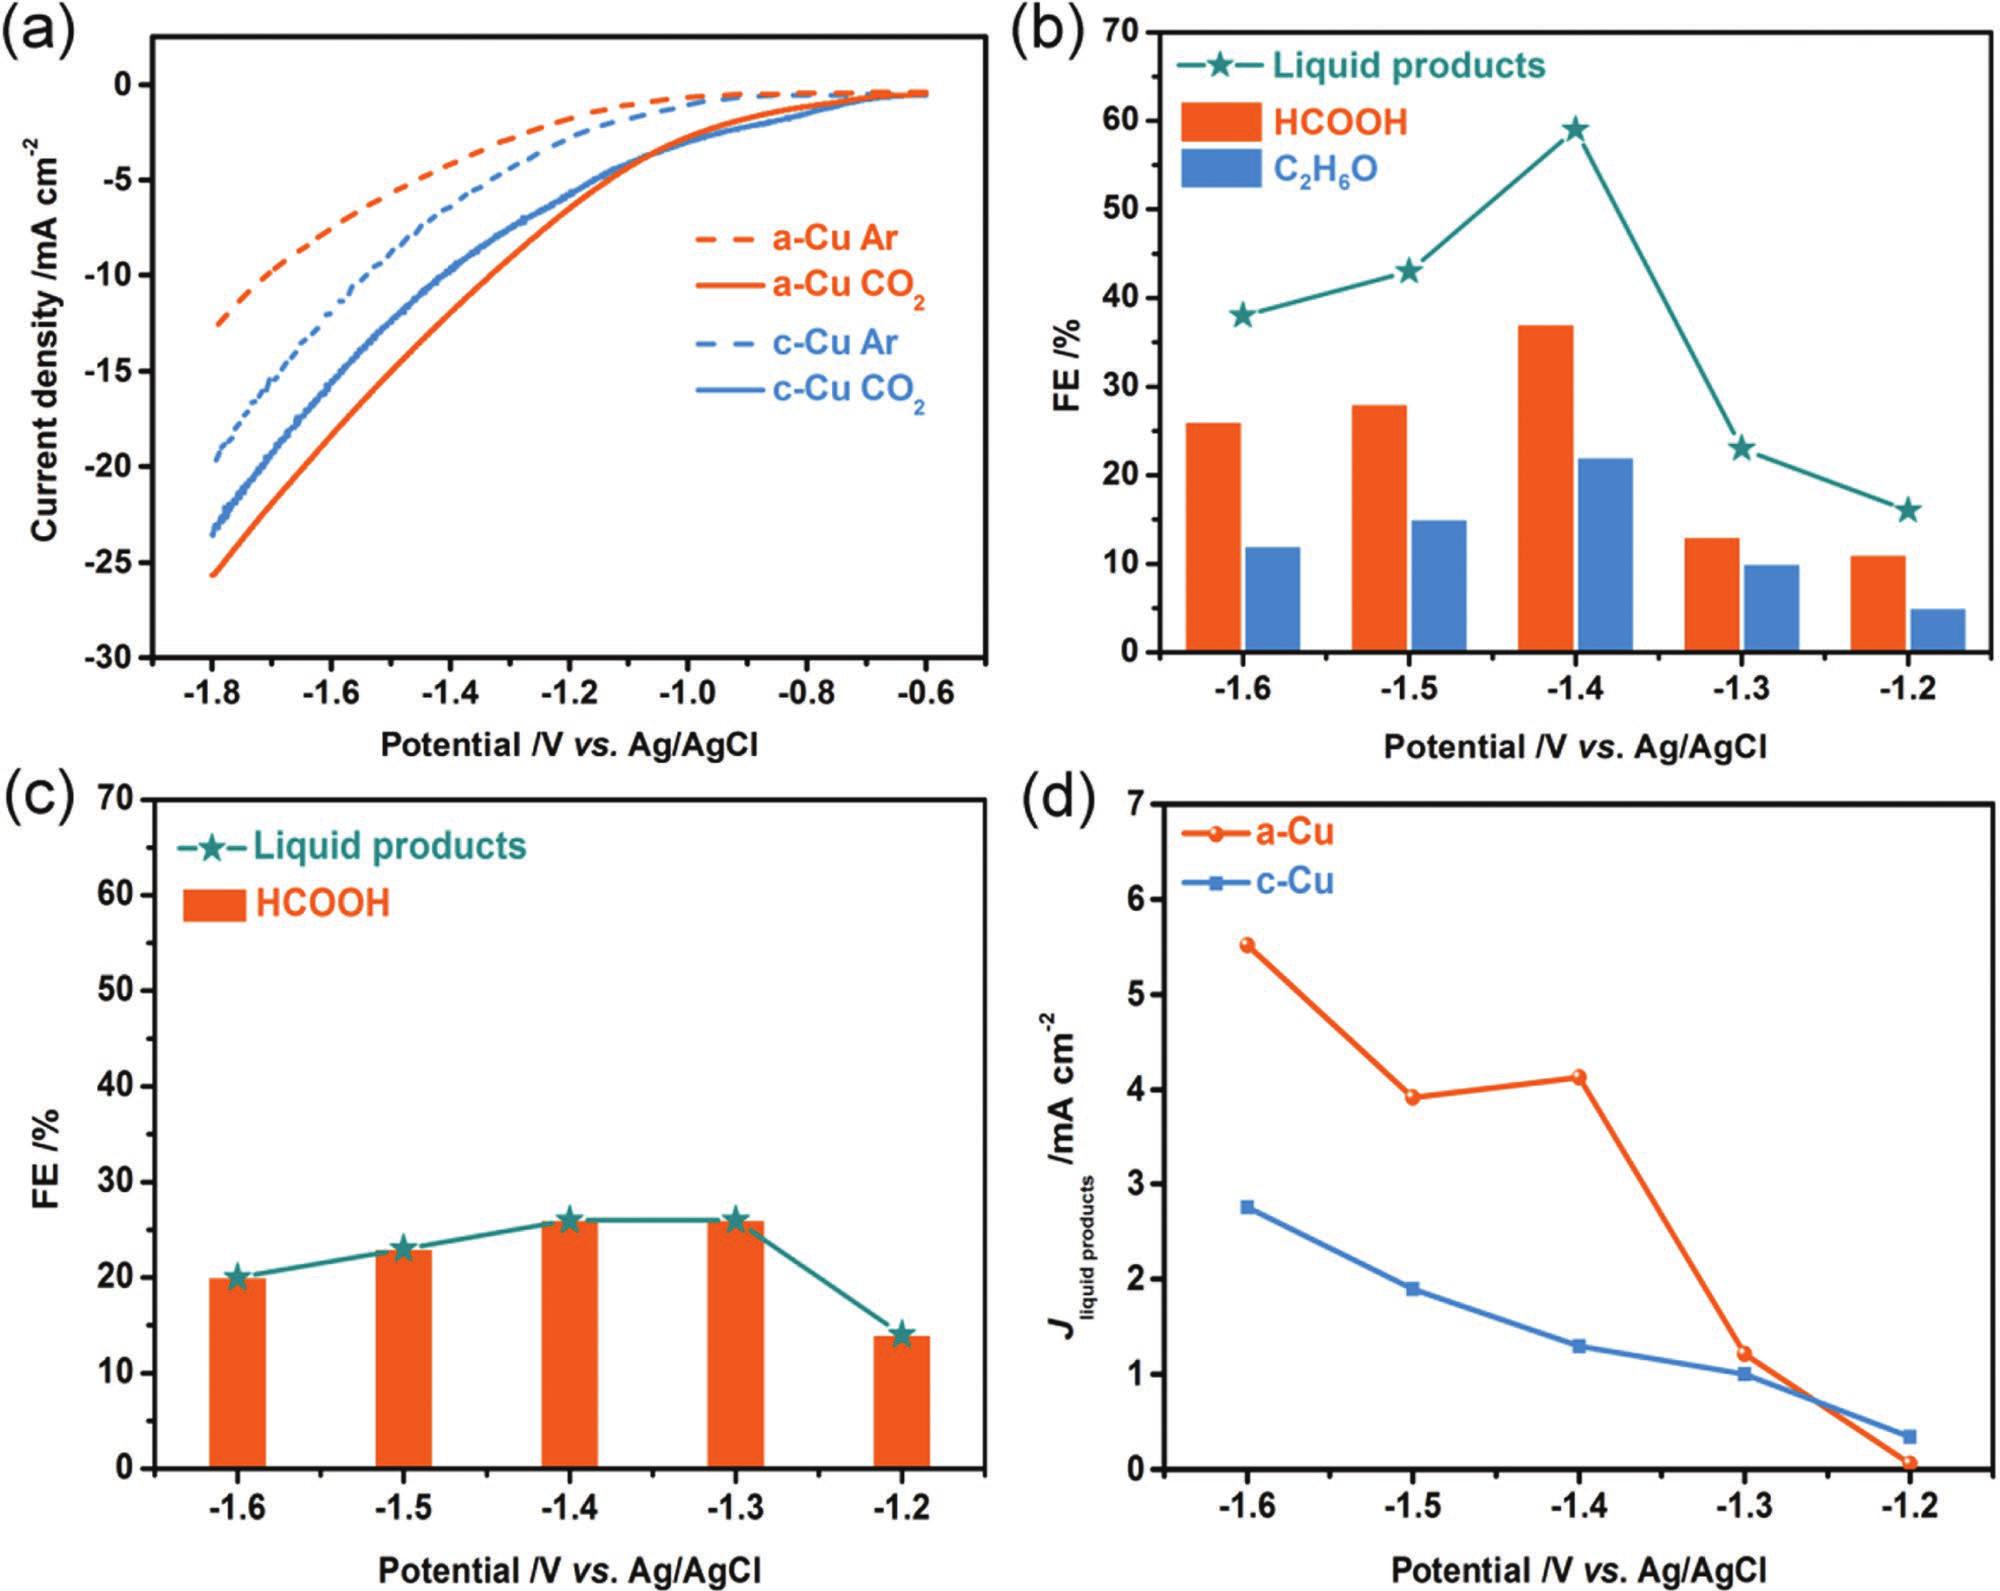 (a)
0
-5
-10
-15
-20
-25
-30
-1.8 -1.6 -1.4 -1.2 -1.0 -0.8 -0.6
Current density /mA cm-2
Potential /V vs. Ag/AgCl
a-Cu Ar
a-Cu CO2
c-Cu Ar
c-Cu CO2
(b)
70
60
50
40
30
20
10
0
-1.6 -1.5 -1.4 -1.3 -1.2
FE /%
Potential /V vs. Ag/AgCl
Liquid products
HCOOH
C2H6O
(c)
70
60
50
40
30
20
10
0
-1.6 -1.5 -1.4 -1.3 -1.2
FE /%
Potential /V vs. Ag/AgCl
Liquid products
HCOOH
(d)
7
6
5
4
3
2
1
0
-1.6 -1.5 -1.4 -1.3 -1.2
J liquid products /mA cm-2
Potential /V vs. Ag/AgCl
a-Cu
c-Cu